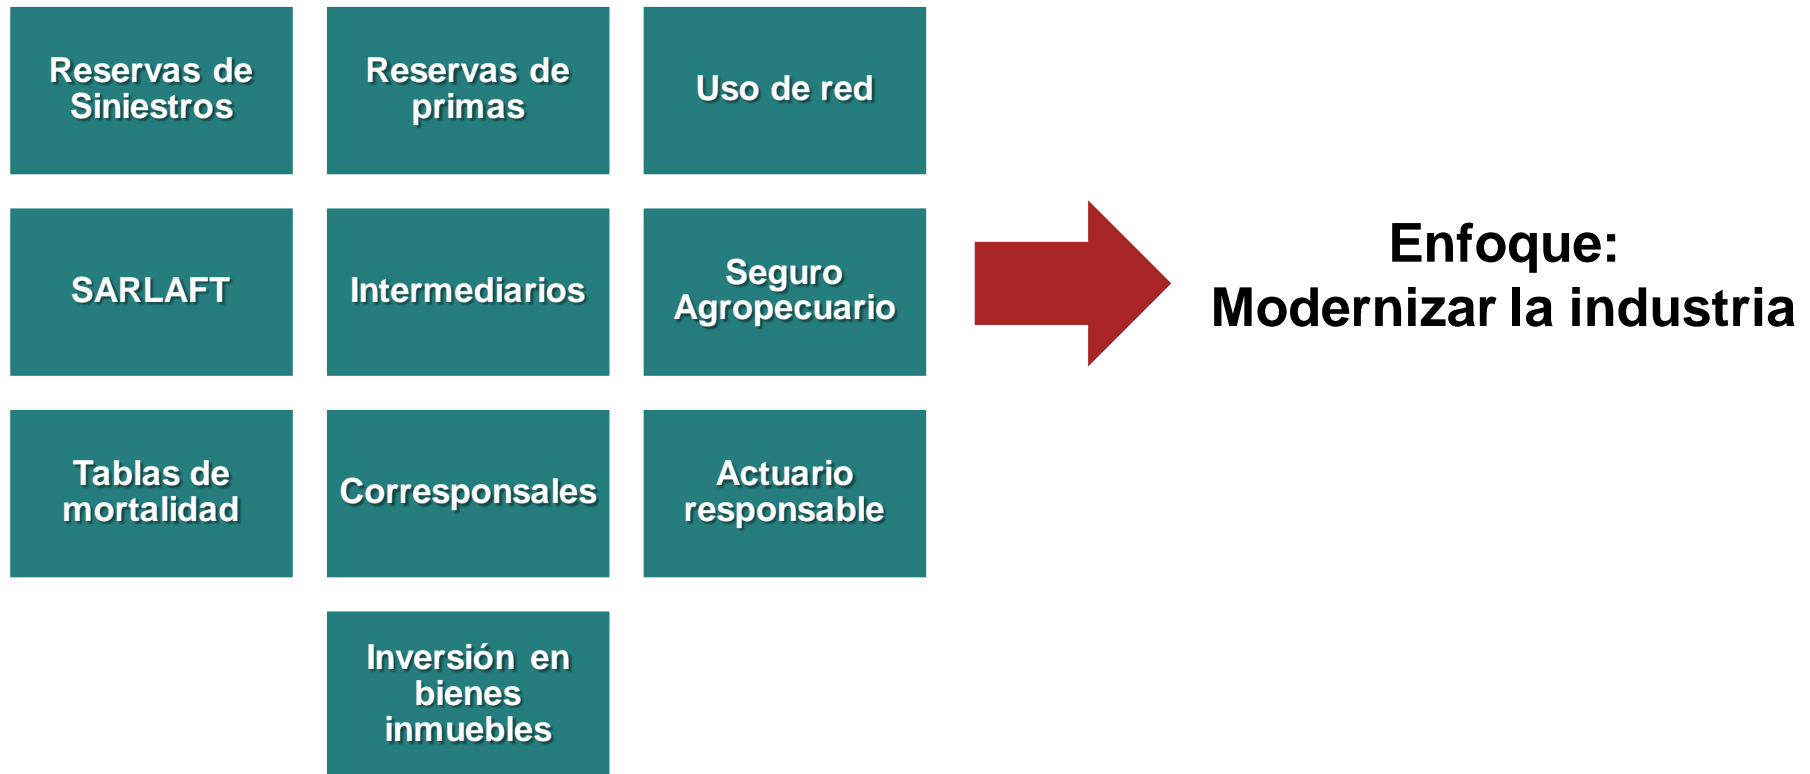 Reservas de
Siniestros
Reservas de
primas
Uso de red
SARLAFT
Intermediarios
Seguro
Agropecuario
Tablas de
mortalidad
Corresponsales
Actuario
responsable
Inversión en
bienes
inmuebles
Enfoque:
Modernizar la industria